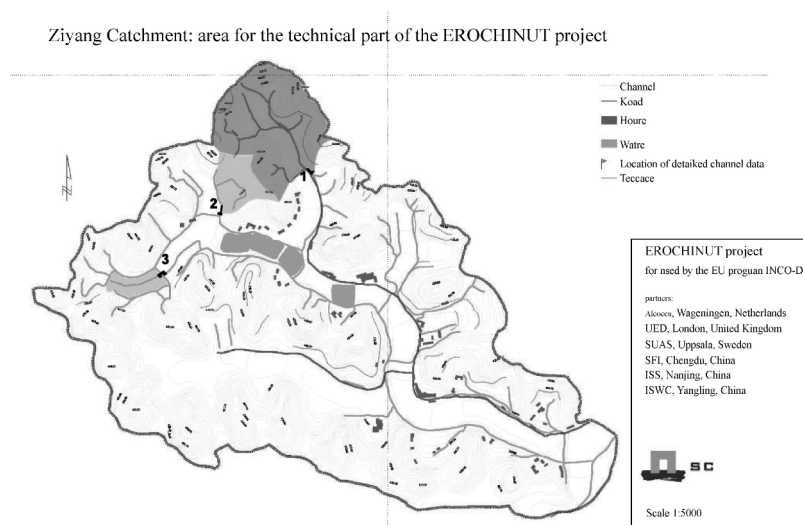 Ziyang Catchment: area for the technical part of the EROCHINUT project
Channel
Koad
Houre
Watre
Location of detaiked channel data
Teccace
1
2
3
EROCHINUT project
for nsed by the EU proguan INCO-D
partners:
Alcocca, Wageningen, Netherlands
UED, London, United Kingdom
SUAS, Uppsala, Sweden
SFI, Chengdu, China
ISS, Nanjing, China
ISWC, Yangling, China
SC
Scale 1:5000